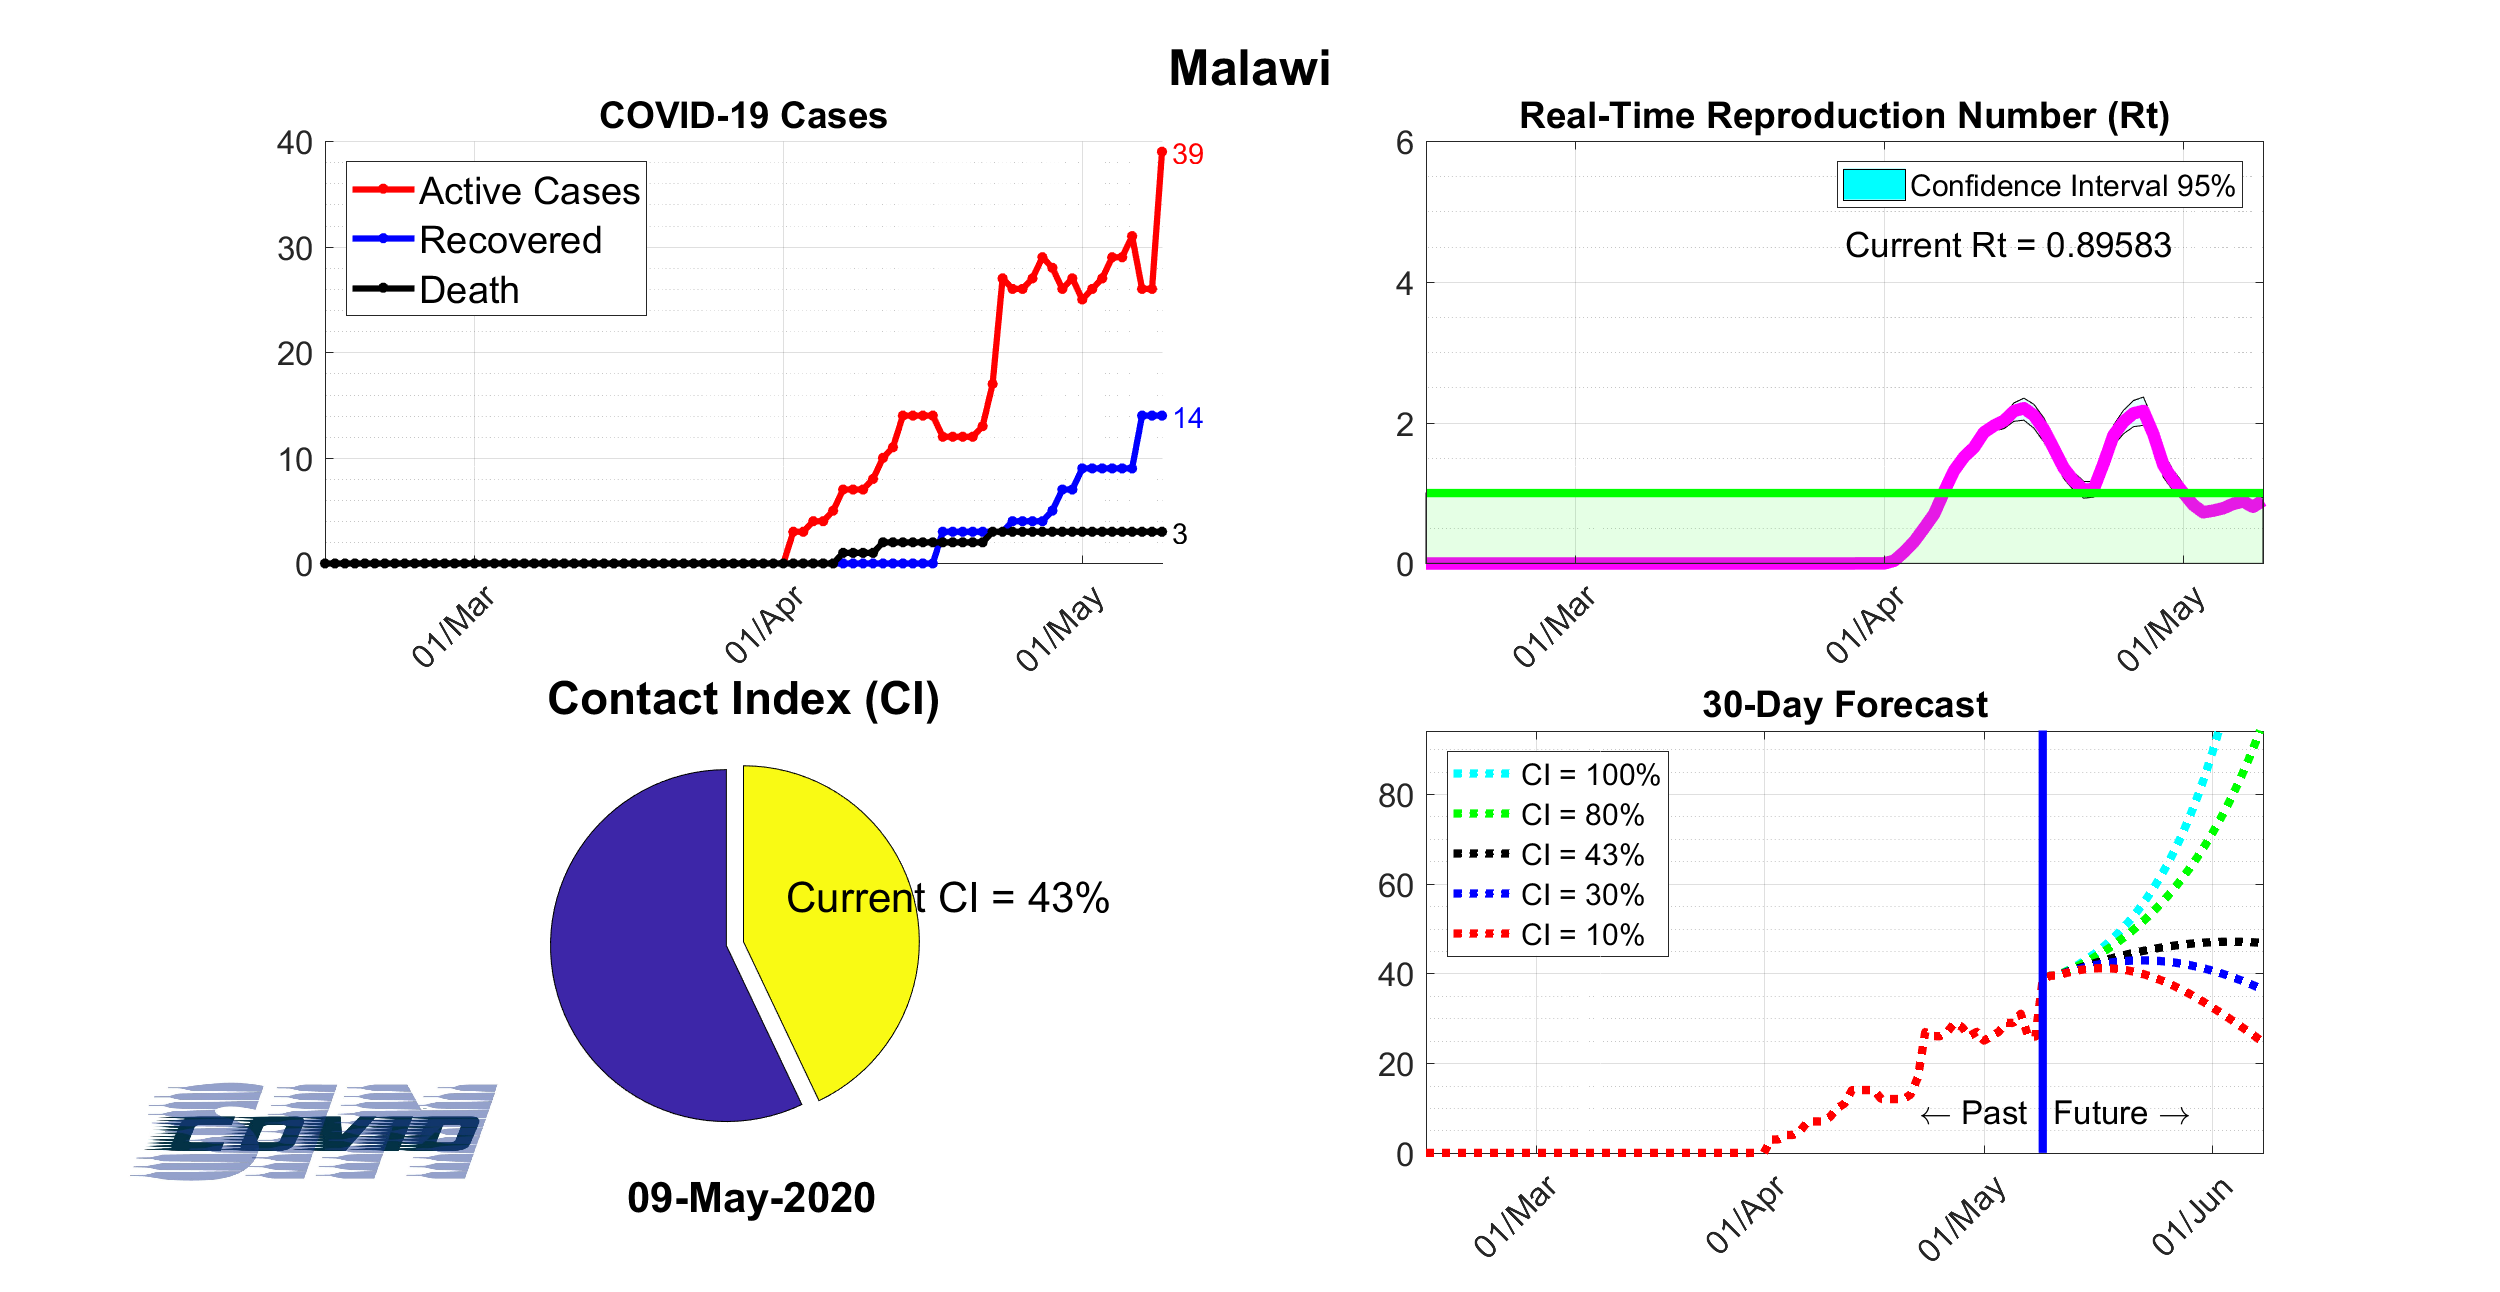 Malawi
COVID-19 Cases
40
30
20
10
0
Active Cases
Recovered
Death
39
14
3
01/Mar
01/Apr
01/May
Real-Time Reproduction Number (Rt)
6
4
2
0
Confidence Interval 95%
Current Rt = 0.89583
01/Mar
01/Apr
01/May
Contact Index (CI)
Current CI = 43%
30-Day Forecast
80
60
40
20
0
CI = 100%
CI = 80%
CI = 43%
CI = 30%
CI = 10%
← Past
Future →
01/Mar
01/Apr
01/May
01/Jun
SIM
COVID
09-May-2020